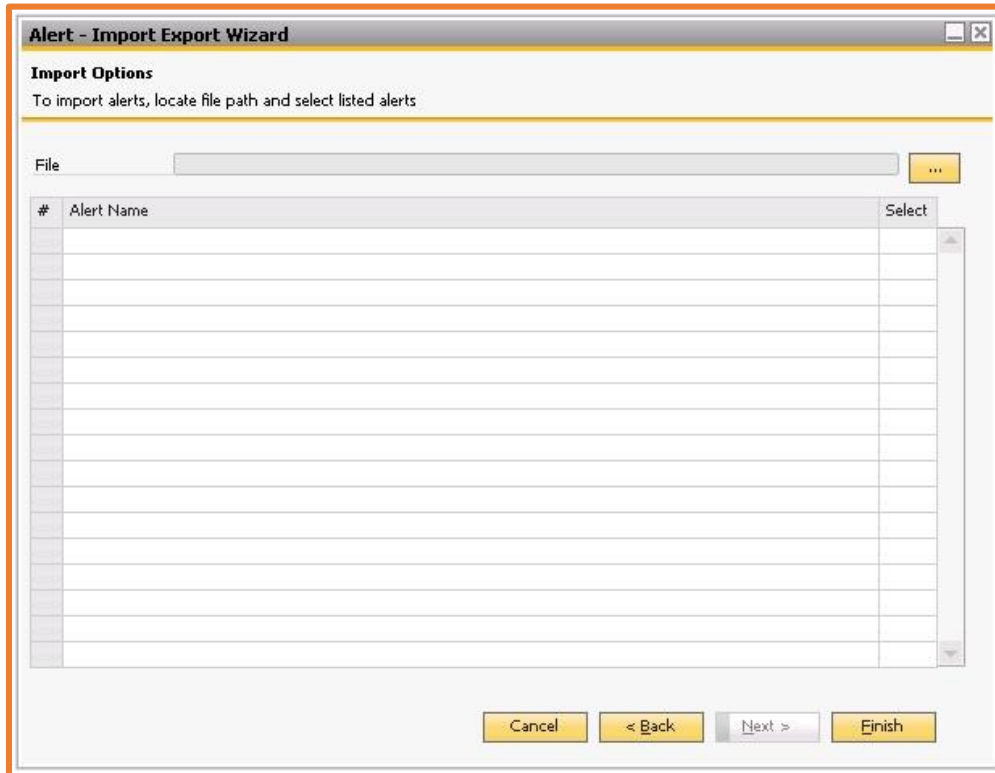 Alert - Import Export Wizard
Import Options
To import alerts, locate file path and select listed alerts
File ...
# Alert Name Select
Cancel < Back Next > Finish